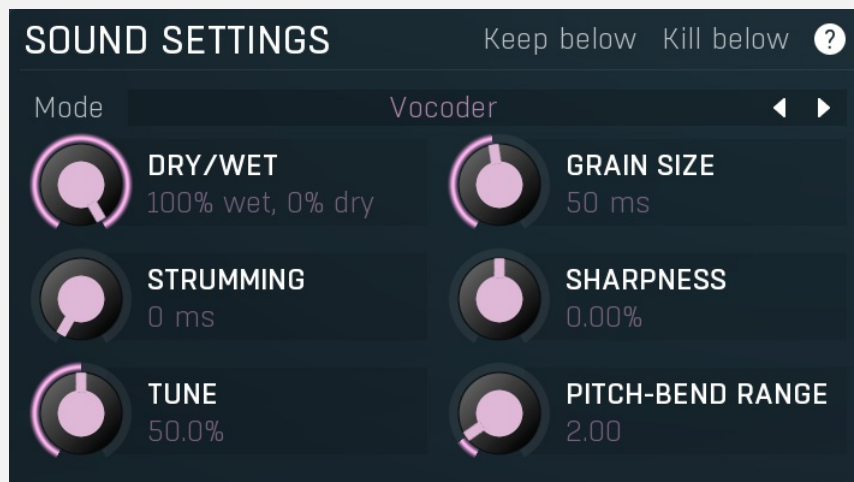 SOUND SETTINGS Keep below Kill below ?
Mode Vocoder
DRY/WET
100% wet, 0% dry
GRAIN SIZE
50 ms
STRUMMING
0 ms
SHARPNESS
0.00%
TUNE
50.0%
PITCH-BEND RANGE
2.00